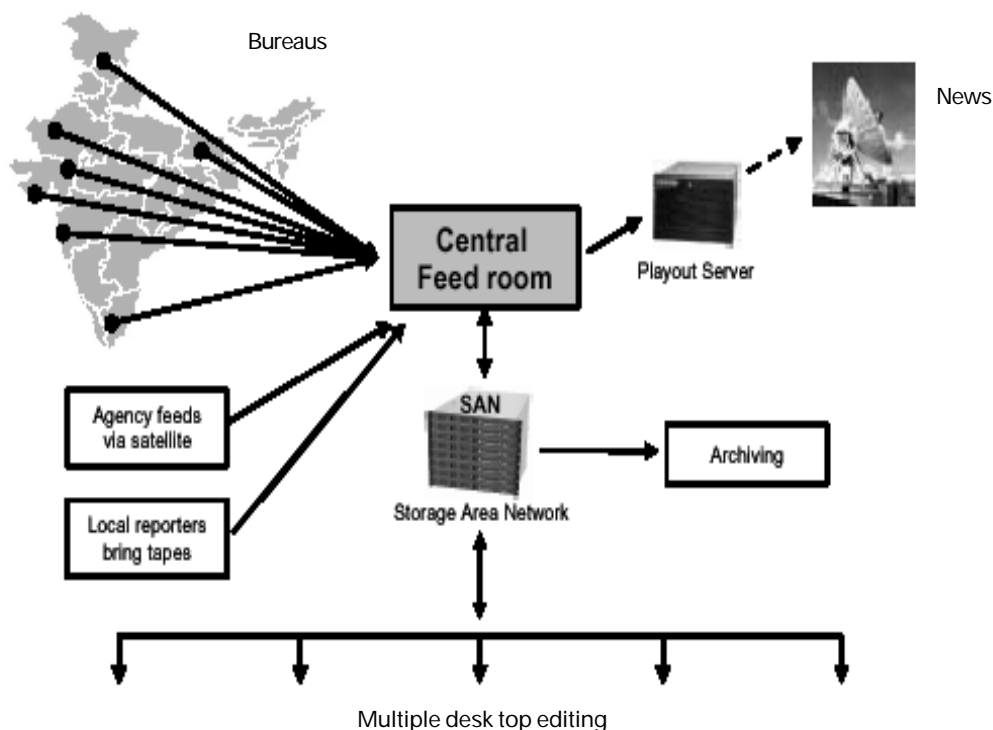 Bureaus
News
Central
Feed room
Playout Server
Agency feeds
via satellite
SAN
Archiving
Storage Area Network
Local reporters
bring tapes
Multiple desk top editing